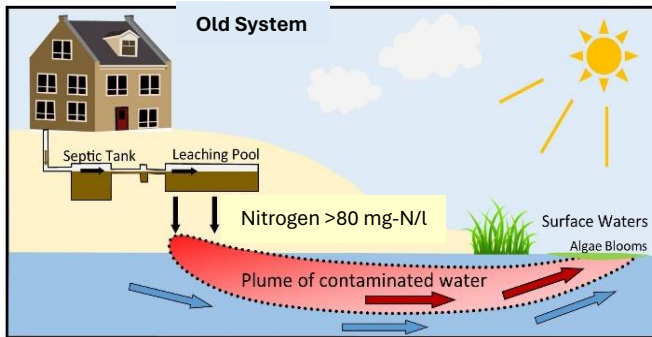 Old System
Septic Tank
Leaching Pool
Nitrogen >80 mg-N/l
Surface Waters
Algae Blooms
Plume of contaminated water